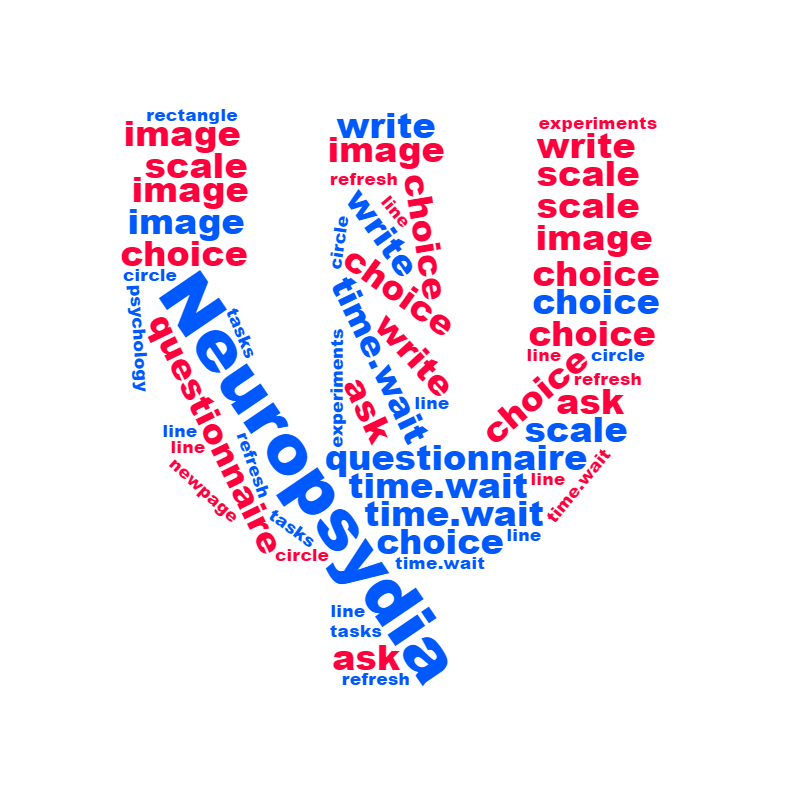 rectangle
image
scale
image
image
choice
circle
psychology
Neuropsydia
tasks
questionnaire
line
line
newpage
refresh
tasks
circle
write
image
refresh
line
choice
write
circle
choice
time.wait
write
experiments
ask
line
questionnaire
time.wait
line
time.wait
choice
line
time.wait
experiments
write
scale
scale
image
choice
choice
choice
line
circle
choice
refresh
ask
scale
time.wait
line
tasks
ask
refresh